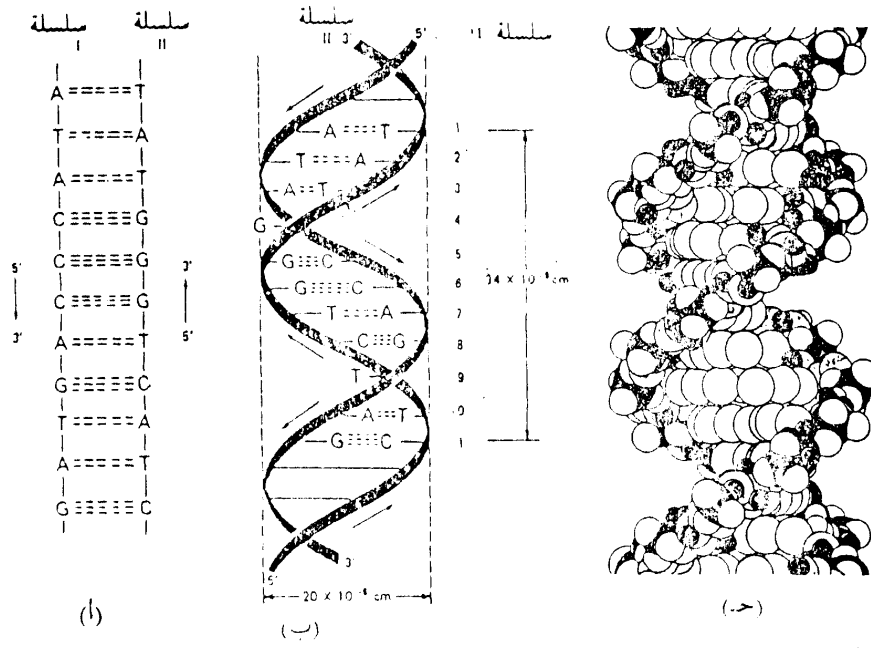 سلسلة I
سلسلة II
A ===== T
T ===== A
A ===== T
C ≡≡≡≡≡ G
C ≡≡≡≡≡ G
C ≡≡≡≡≡ G
A ===== T
G ≡≡≡≡≡ C
T ===== A
A ===== T
G ≡≡≡≡≡ C
5'
3'
3'
5'
(أ)
سلسلة
II 3'
5'
سلسلة
A === T 1
T === A 2
A = T 3
G 4
G ≡≡≡ C 5
G ≡≡≡ C 6
T === A 7
C ≡≡ G 8
T 9
A == T 0
G ≡≡≡ C 1
34 × 10⁻⁸ cm
3'
5'
20 × 10⁻⁸ cm
(ب)
(جـ)